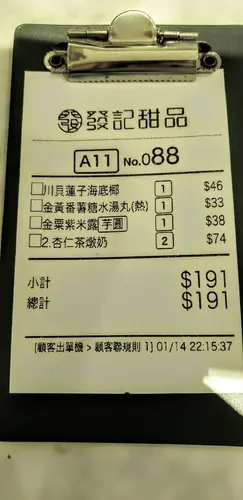 發 發記甜品
A11 No.088
川貝蓮子海底椰 1 $46
金黃番薯糖水湯丸(熱) 1 $33
金粟紫米露 芋圓 1 $38
2.杏仁茶燉奶 2 $74
小計 $191
總計 $191
[顧客出單機 > 顧客聯規則 1] 01/14 22:15:37